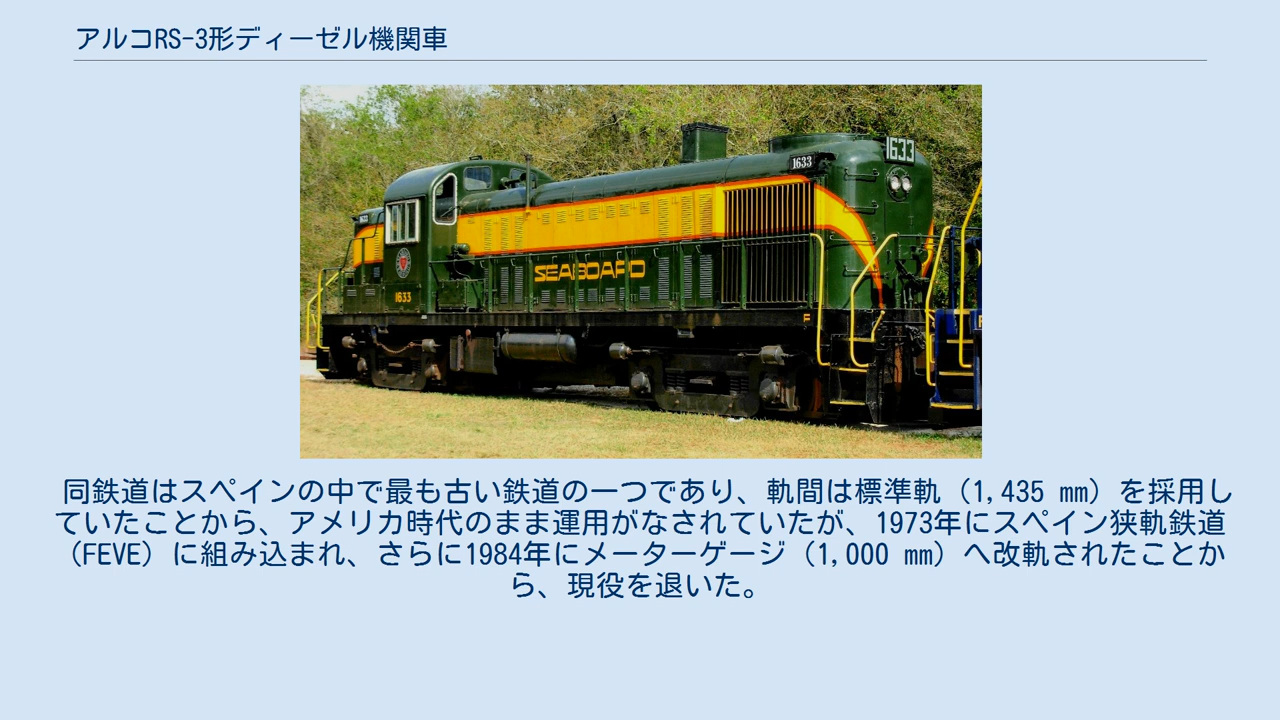 アルコRS-3形ディーゼル機関車
1633
1633
1633
SEABOARD
1633
F
同鉄道はスペインの中で最も古い鉄道の一つであり、軌間は標準軌（1,435 mm）を採用し
ていたことから、アメリカ時代のまま運用がなされていたが、1973年にスペイン狭軌鉄道
（FEVE）に組み込まれ、さらに1984年にメーターゲージ（1,000 mm）へ改軌されたことか
ら、現役を退いた。